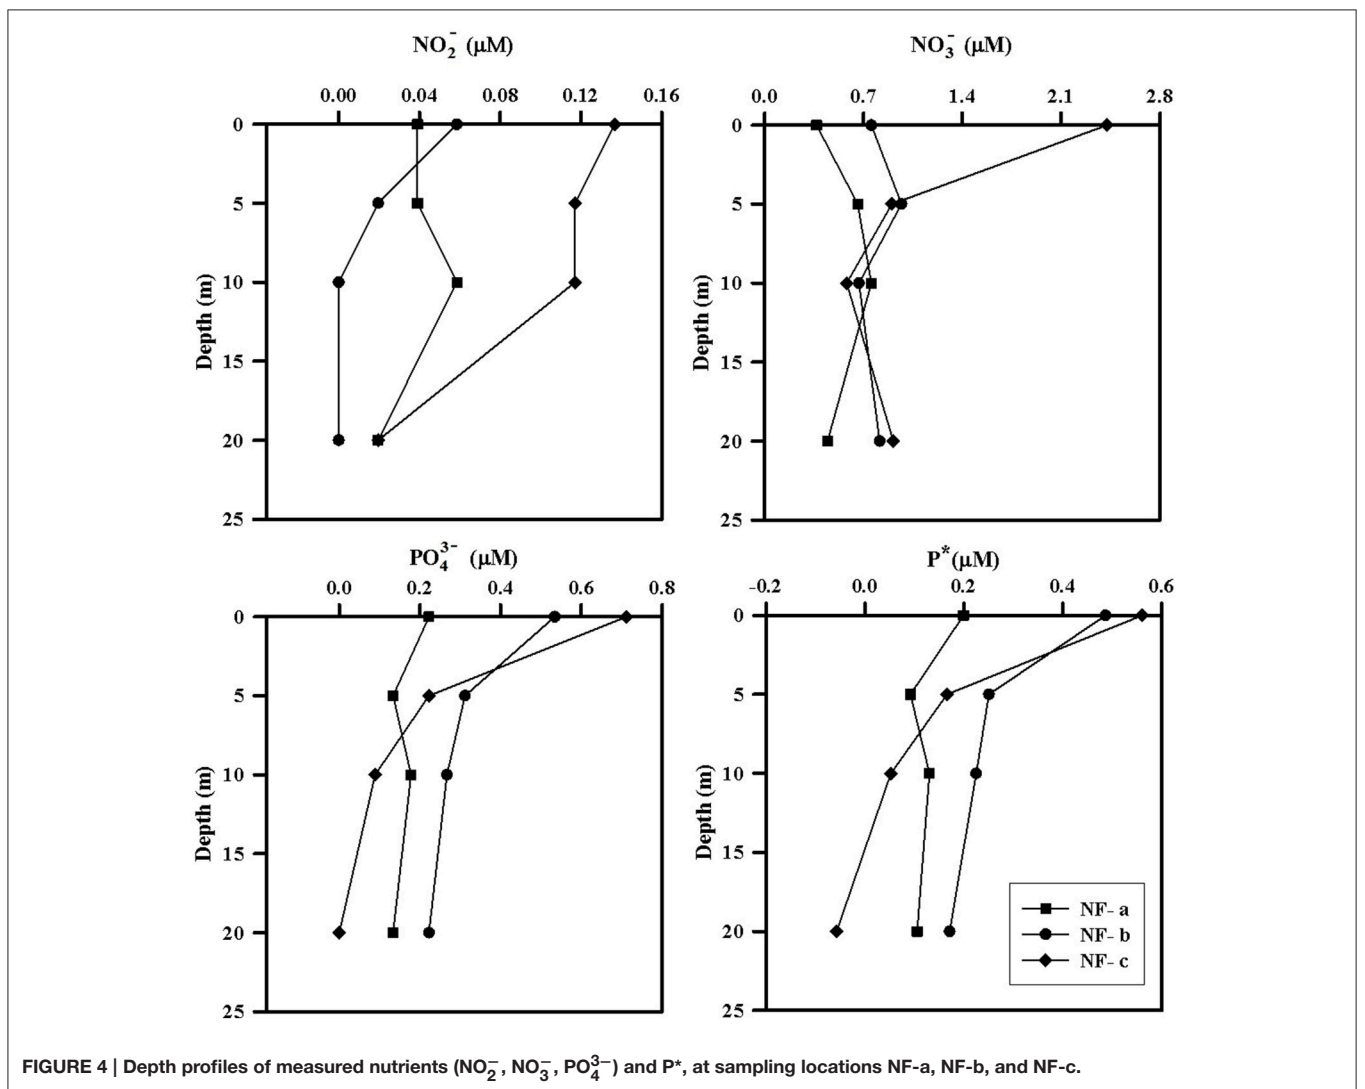 NO₂⁻ (μM)
0.00 0.04 0.08 0.12 0.16
0
5
10
15
20
25
Depth (m)
NO₃⁻ (μM)
0.0 0.7 1.4 2.1 2.8
0
5
10
15
20
25
Depth (m)
PO₄³⁻ (μM)
0.0 0.2 0.4 0.6 0.8
0
5
10
15
20
25
Depth (m)
P*(μM)
-0.2 0.0 0.2 0.4 0.6
0
5
10
15
20
25
Depth (m)
NF- a
NF- b
NF- c
FIGURE 4 | Depth profiles of measured nutrients (NO₂⁻, NO₃⁻, PO₄³⁻) and P*, at sampling locations NF-a, NF-b, and NF-c.